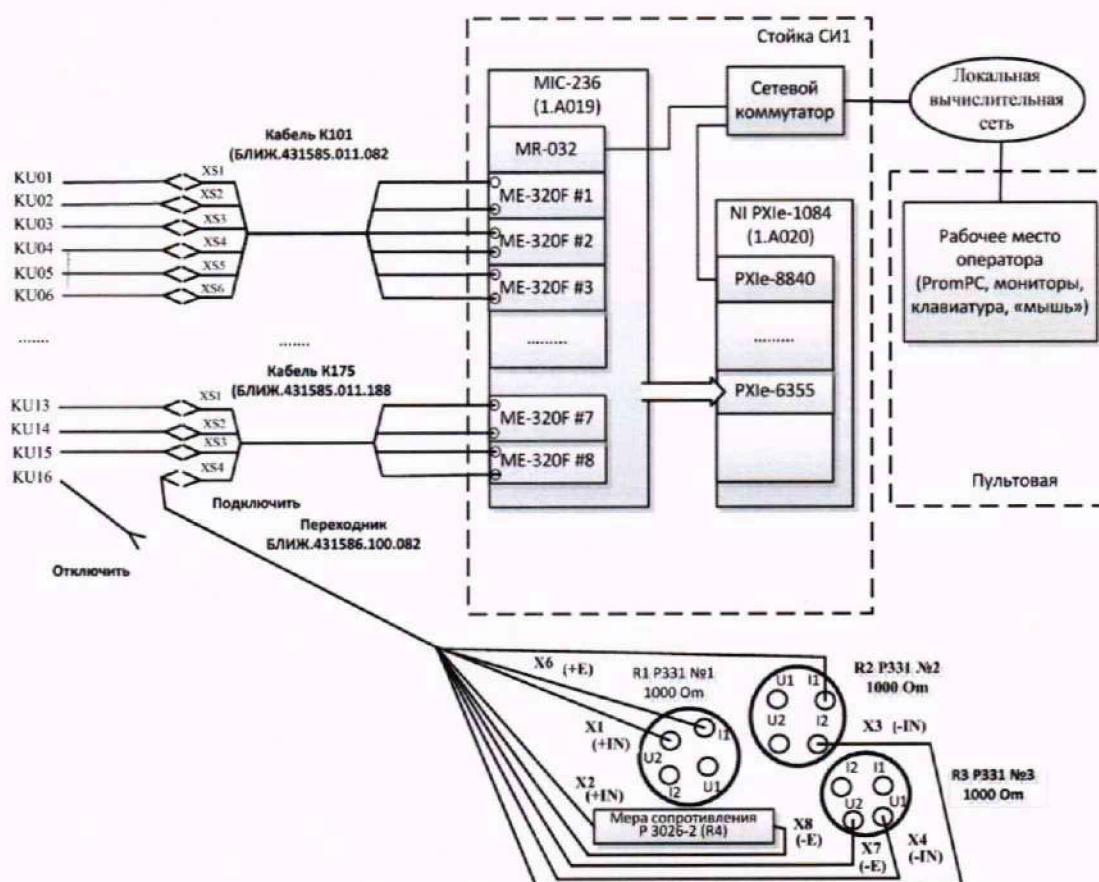 Стойка СИ1
MIC-236
(1.А019)
Сетевой
коммутатор
Локальная
вычислительная
сеть
Кабель К101
(БЛИЖ.431585.011.082
MR-032
KU01
XS1
ME-320F #1
KU02
XS2
KU03
XS3
ME-320F #2
KU04
XS4
KU05
XS5
ME-320F #3
KU06
XS6
NI PXIe-1084
(1.А020)
PXIe-8840
Рабочее место
оператора
(PromPC, мониторы,
клавиатура, «мышь»)
.......
.......
.........
.........
Кабель К175
(БЛИЖ.431585.011.188
PXIe-6355
KU13
XS1
ME-320F #7
KU14
XS2
KU15
XS3
ME-320F #8
KU16
XS4
Пультовая
Подключить
Переходник
БЛИЖ.431586.100.082
Отключить
X6
(+E)
R1 P331 №1
1000 Om
R2 P331 №2
1000 Om
U1
I1
U2
I2
X1
(+IN)
X3 (-IN)
I1
U2
I2
U1
X2
(+IN)
R3 P331 №3
1000 Om
I2
I1
U2
U1
Мера сопротивления
Р 3026-2 (R4)
X8
(-E)
X7
(-E)
X4
(-IN)